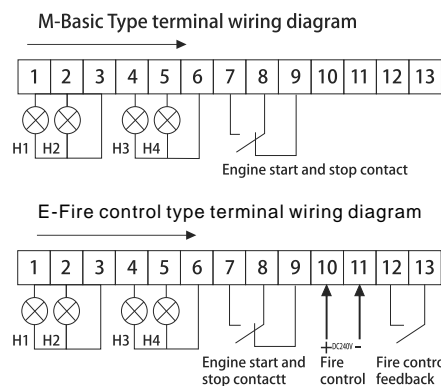 M-Basic Type terminal wiring diagram
1 2 3 4 5 6 7 8 9 10 11 12 13
H1 H2 H3 H4
Engine start and stop contact
E-Fire control type terminal wiring diagram
1 2 3 4 5 6 7 8 9 10 11 12 13
+DC240V-
H1 H2 H3 H4
Engine start and Fire Fire contro
stop contactt control feedback